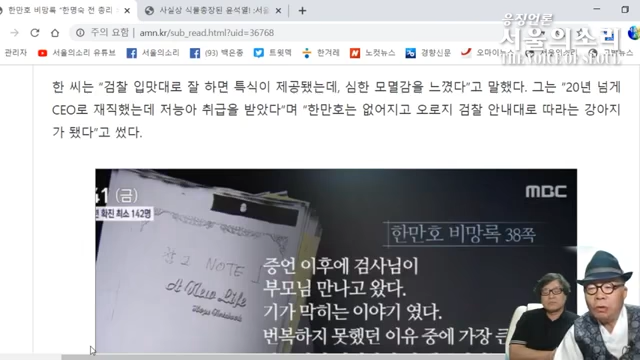 한만호 비망록 "한명숙 전 총리
사실상 식물총장된 윤석열! :서울
응징언론
서울의소리
THE VOICE OF SEOUL
주의 요함 | amn.kr/sub_read.html?uid=36768
서울의소리 유튜브
서울의소리
(93) 백은종
트윗
한겨레
노컷뉴스
경향신문
오마이
한 씨는 “검찰 입맛대로 잘 하면 특식이 제공됐는데, 심한 모멸감을 느꼈다”고 말했다. 그는 “20년 넘게
CEO로 재직했는데 저능아 취급을 받았다”며 “한만호는 없어지고 오로지 검찰 안내대로 따라는 강아지
가 됐다”고 썼다.
(금)
확진 최소 142명
MBC
한만호 비망록 38쪽
참고 NOTE
A New Life
증언 이후에 검사님이
부모님 만나고 왔다.
기가 막히는 이야기 였다.
번복하지 못했던 이유 중에 가장 큰